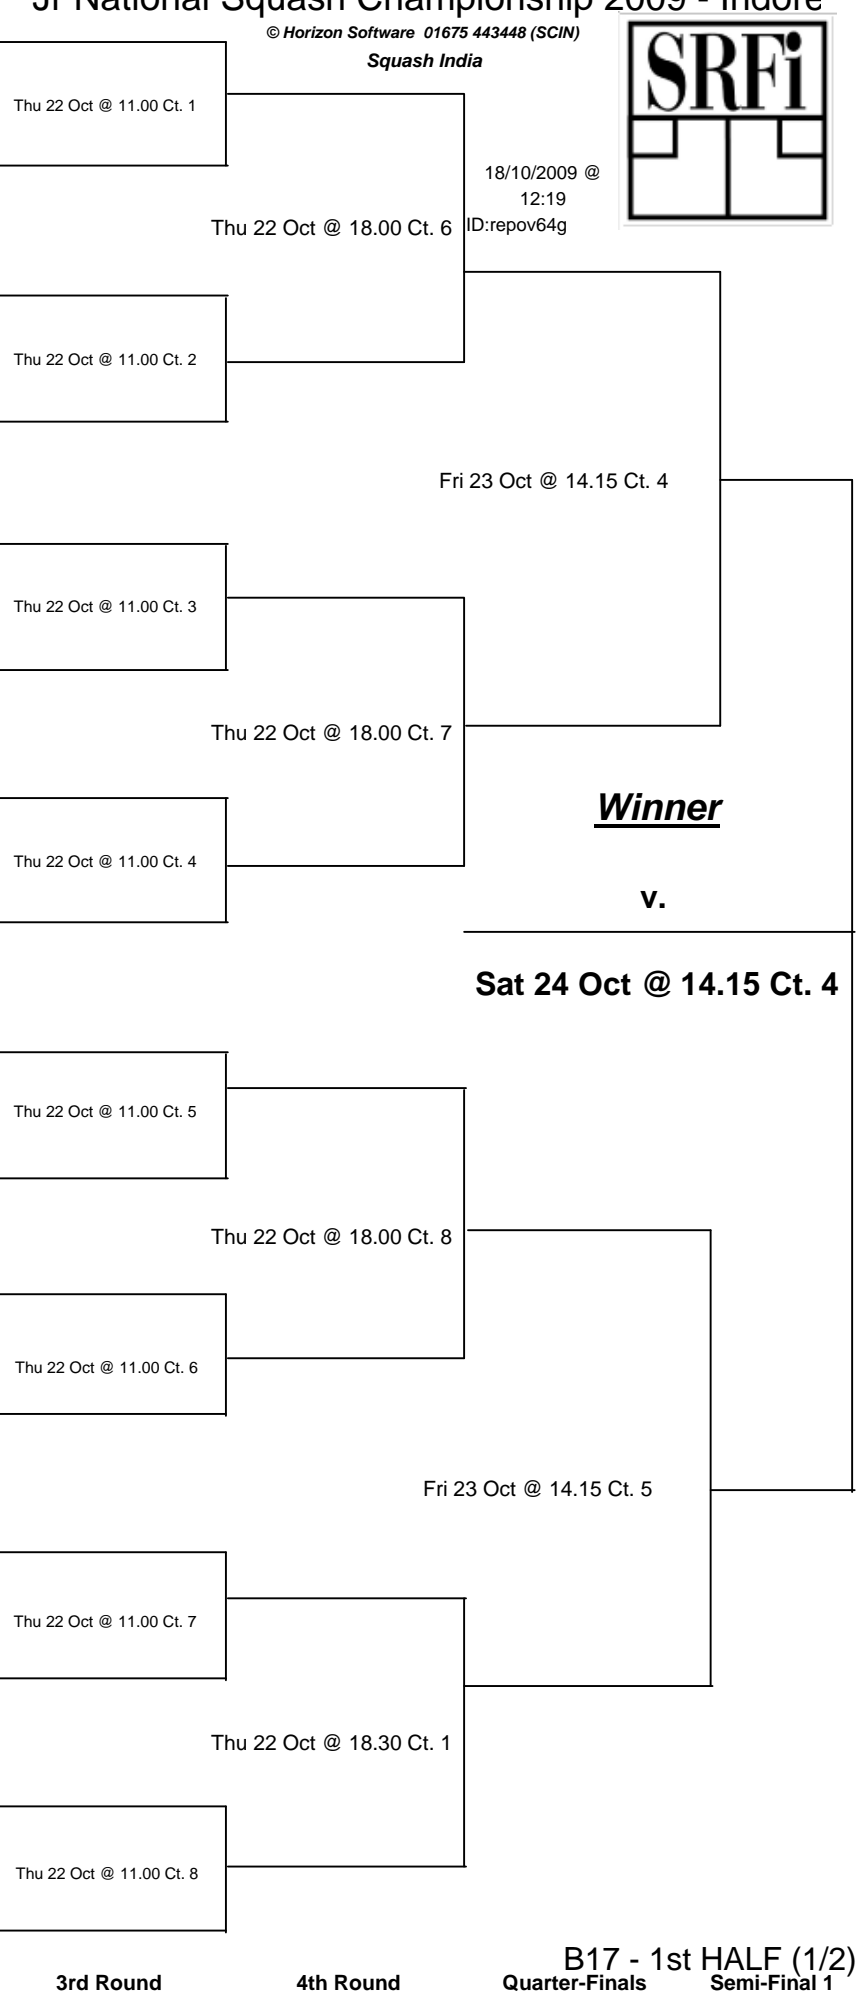 Jr National Squash Championship 2009 - Indore
© Horizon Software 01675 443448 (SCIN)
Squash India
SRFi
Thu 22 Oct @ 11.00 Ct. 1
18/10/2009 @
12:19
ID:repov64g
Thu 22 Oct @ 18.00 Ct. 6
Thu 22 Oct @ 11.00 Ct. 2
Fri 23 Oct @ 14.15 Ct. 4
Thu 22 Oct @ 11.00 Ct. 3
Thu 22 Oct @ 18.00 Ct. 7
Winner
Thu 22 Oct @ 11.00 Ct. 4
v.
Sat 24 Oct @ 14.15 Ct. 4
Thu 22 Oct @ 11.00 Ct. 5
Thu 22 Oct @ 18.00 Ct. 8
Thu 22 Oct @ 11.00 Ct. 6
Fri 23 Oct @ 14.15 Ct. 5
Thu 22 Oct @ 11.00 Ct. 7
Thu 22 Oct @ 18.30 Ct. 1
Thu 22 Oct @ 11.00 Ct. 8
B17 - 1st HALF (1/2)
3rd Round 4th Round Quarter-Finals Semi-Final 1